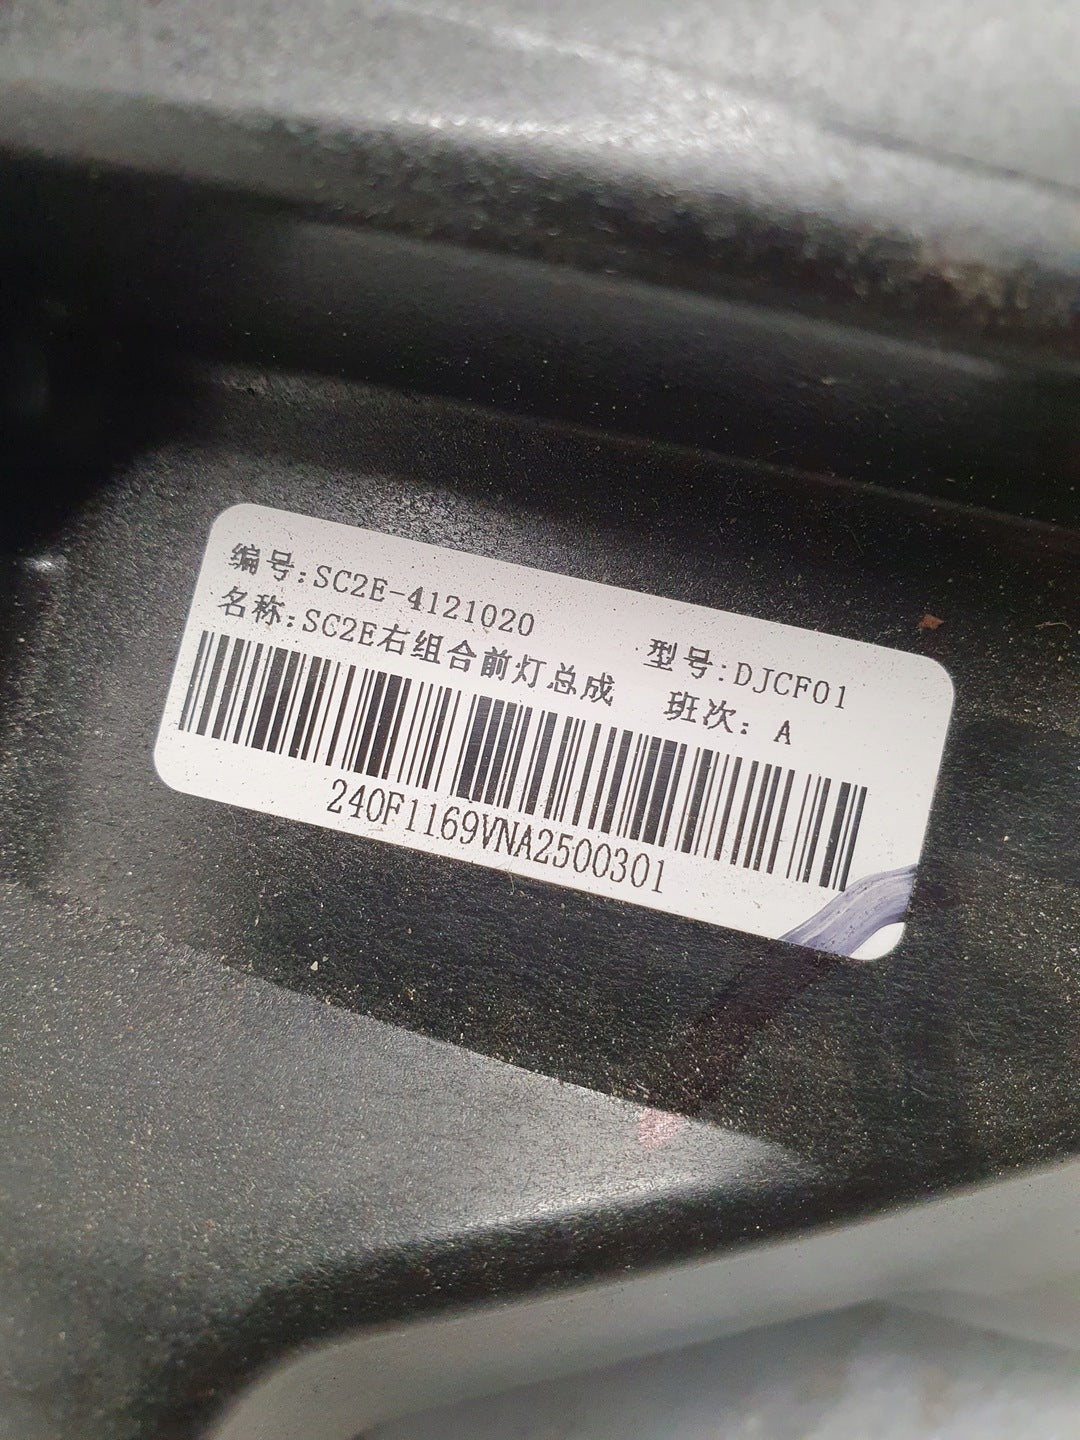 编号:SC2E-4121020 型号:DJCF01
名称:SC2E右组合前灯总成 班次: A
240F1169VNA2500301